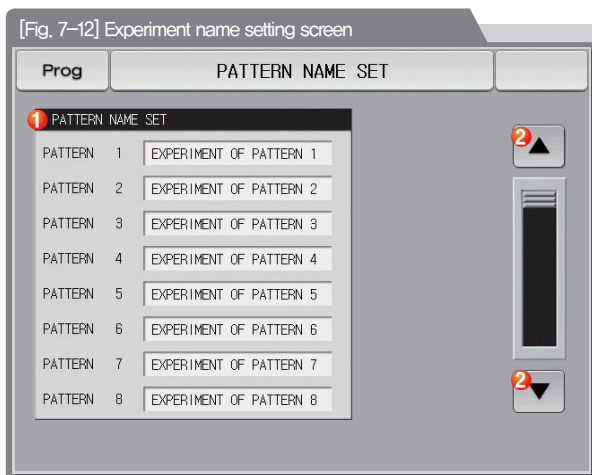 [Fig. 7-12] Experiment name setting screen
Prog PATTERN NAME SET
1 PATTERN NAME SET
2 ▲
PATTERN 1 EXPERIMENT OF PATTERN 1
PATTERN 2 EXPERIMENT OF PATTERN 2
PATTERN 3 EXPERIMENT OF PATTERN 3
PATTERN 4 EXPERIMENT OF PATTERN 4
PATTERN 5 EXPERIMENT OF PATTERN 5
PATTERN 6 EXPERIMENT OF PATTERN 6
PATTERN 7 EXPERIMENT OF PATTERN 7
PATTERN 8 EXPERIMENT OF PATTERN 8
2 ▼